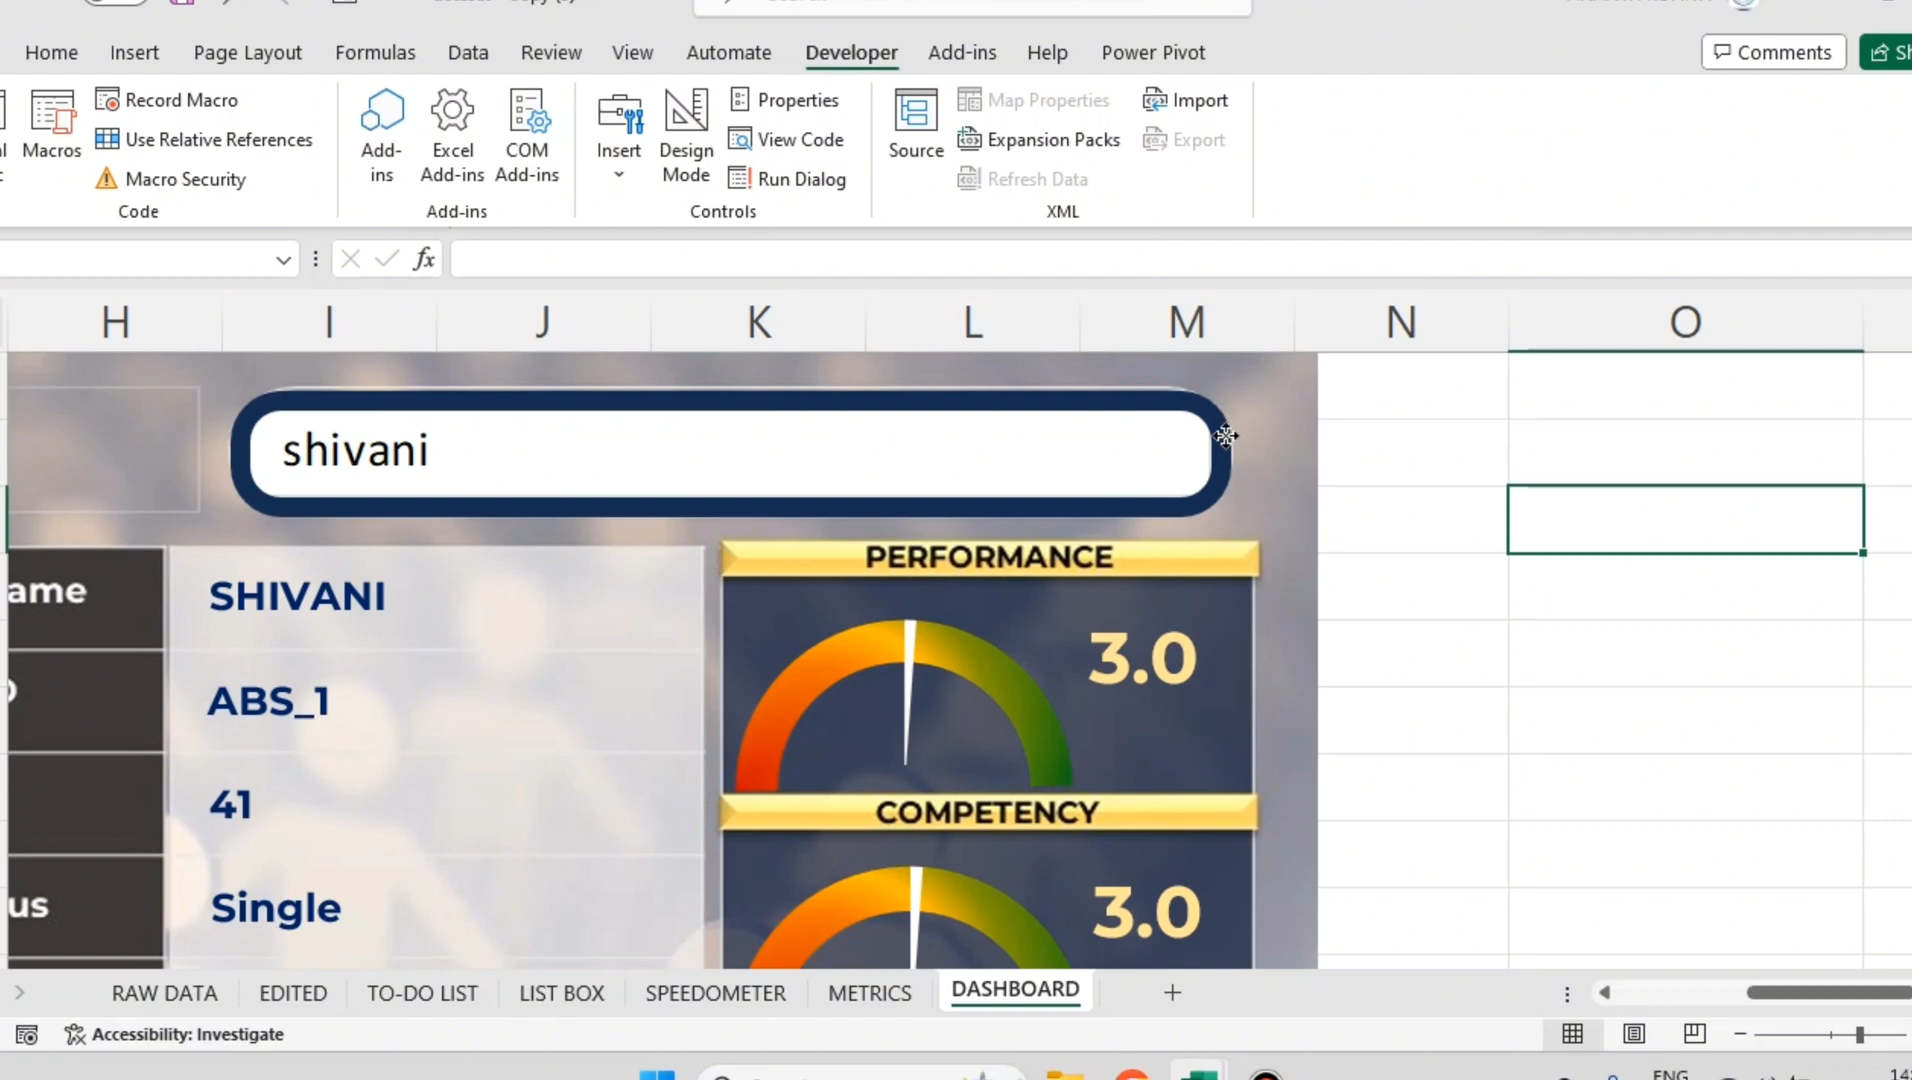 Home Insert Page Layout Formulas Data Review View Automate Developer Add-ins Help Power Pivot Comments
Record Macro
Use Relative References
Macro Security
Macros
Code
Add-
ins
Excel
Add-ins
COM
Add-ins
Add-ins
Insert
Design
Mode
Properties
View Code
Run Dialog
Controls
Source
Map Properties
Expansion Packs
Refresh Data
Import
Export
XML
fx
H I J K L M N O
shivani
ame SHIVANI
ABS_1
41
us Single
PERFORMANCE
3.0
COMPETENCY
3.0
RAW DATA EDITED TO-DO LIST LIST BOX SPEEDOMETER METRICS DASHBOARD
Accessibility: Investigate
ENG